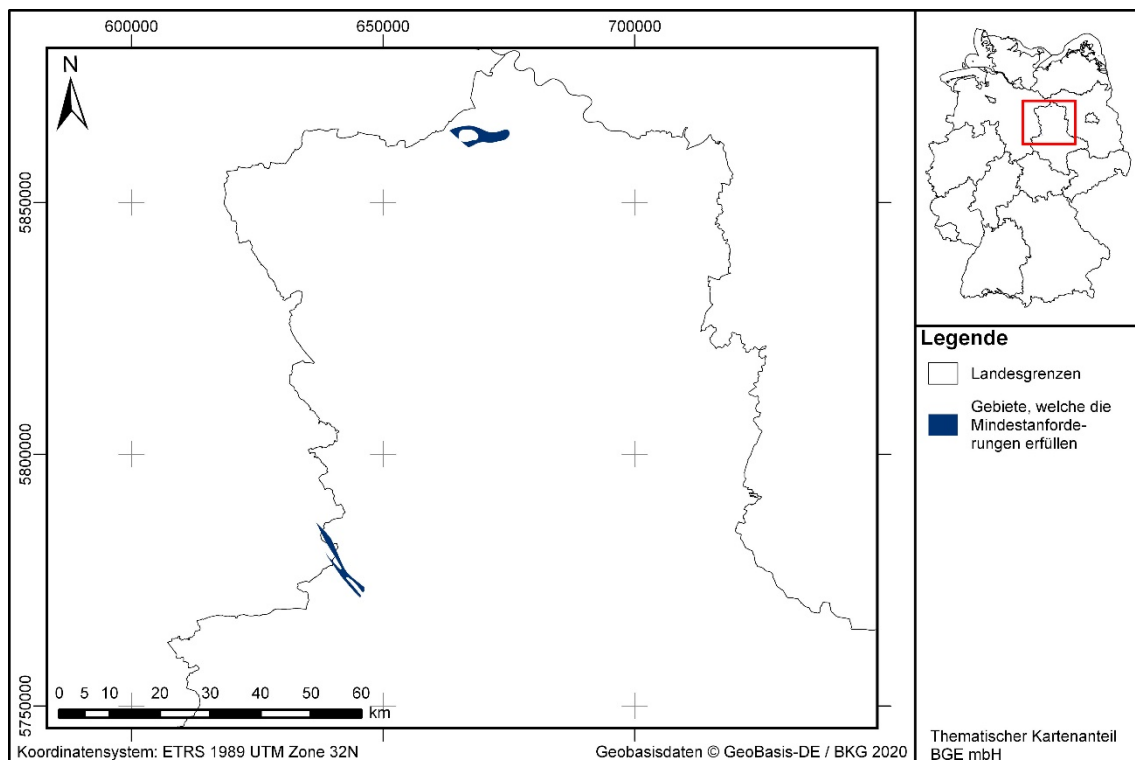 600000 650000 700000
N
5850000
5800000
5750000
0 5 10 20 30 40 50 60
km
Koordinatensystem: ETRS 1989 UTM Zone 32N
Geobasisdaten © GeoBasis-DE / BKG 2020
Legende
Landesgrenzen
Gebiete, welche die
Mindestanforde-
rungen erfüllen
Thematischer Kartenanteil
BGE mbH